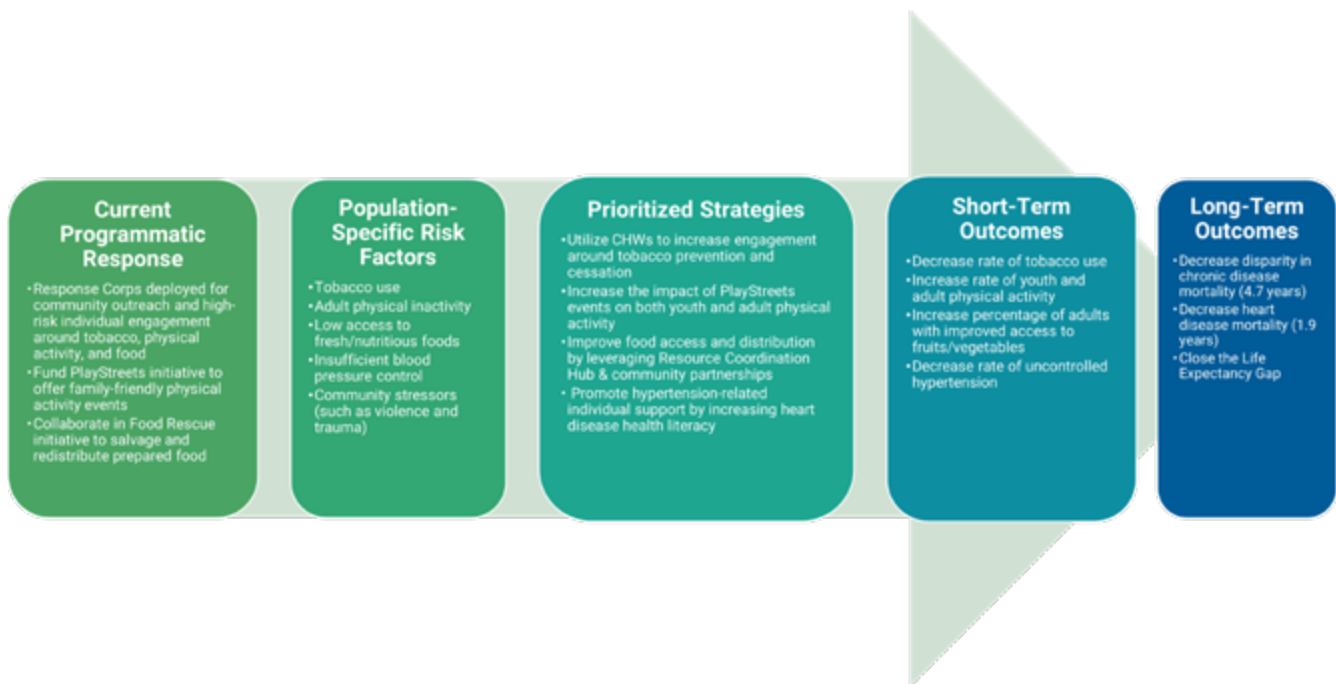 Current
Programmatic
Response
•Response Corps deployed for
community outreach and high-
risk individual engagement
around tobacco, physical
activity, and food
•Fund PlayStreets initiative to
offer family-friendly physical
activity events
•Collaborate in Food Rescue
initiative to salvage and
redistribute prepared food
Population-
Specific Risk
Factors
•Tobacco use
•Adult physical inactivity
•Low access to
fresh/nutritious foods
•Insufficient blood
pressure control
•Community stressors
(such as violence and
trauma)
Prioritized Strategies
•Utilize CHWs to increase engagement
around tobacco prevention and
cessation
•Increase the impact of PlayStreets
events on both youth and adult physical
activity
•Improve food access and distribution
by leveraging Resource Coordination
Hub & community partnerships
• Promote hypertension-related
individual support by increasing heart
disease health literacy
Short-Term
Outcomes
•Decrease rate of tobacco use
•Increase rate of youth and
adult physical activity
•Increase percentage of adults
with improved access to
fruits/vegetables
•Decrease rate of uncontrolled
hypertension
Long-Term
Outcomes
•Decrease disparity in
chronic disease
mortality (4.7 years)
•Decrease heart
disease mortality (1.9
years)
•Close the Life
Expectancy Gap